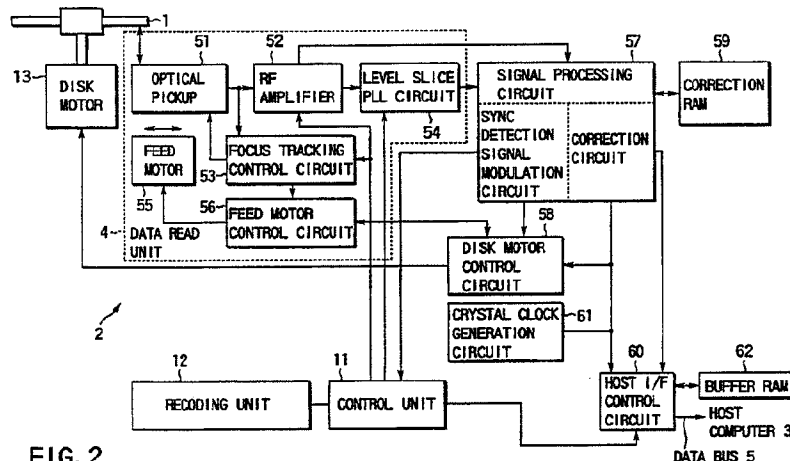 1
51
52
57
59
13
DISK
MOTOR
OPTICAL
PICKUP
RF
AMPLIFIER
LEVEL SLICE
PLL CIRCUIT
SIGNAL PROCESSING
CIRCUIT
CORRECTION
RAM
54
SYNC
DETECTION
SIGNAL
MODULATION
CIRCUIT
CORRECTION
CIRCUIT
FEED
MOTOR
FOCUS TRACKING
CONTROL CIRCUIT
53
55
56
FEED MOTOR
CONTROL CIRCUIT
4
DATA READ
UNIT
58
DISK MOTOR
CONTROL
CIRCUIT
2
CRYSTAL CLOCK
GENERATION
CIRCUIT
61
12
11
60
62
RECODING UNIT
CONTROL UNIT
HOST I/F
CONTROL
CIRCUIT
BUFFER RAM
HOST
COMPUTER 3
DATA BUS 5
FIG. 2